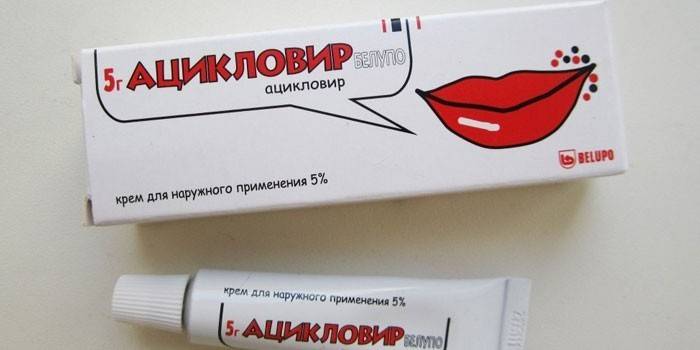 5г АЦИКЛОВИР БЕЛУПО
ацикловир
BELUPO
крем для наружного применения 5%
крем для наружного применения 5%
5г АЦИКЛОВИР БЕЛУПО